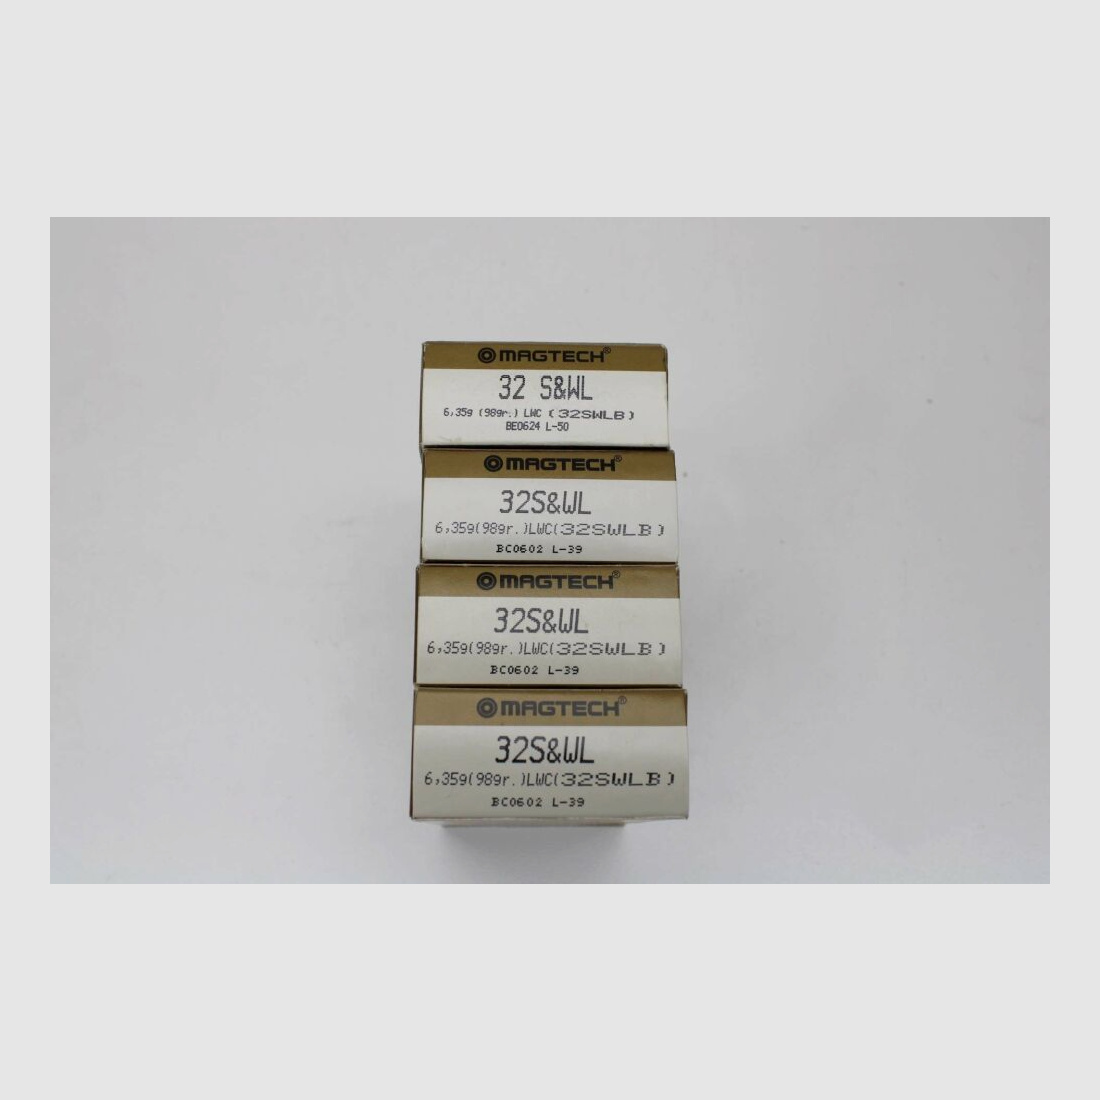 MAGTECH®
32 S&WL
6,35g (98gr.) LWC (32SWLB)
BE0624 L-50
MAGTECH®
32S&WL
6,35g(98gr.)LWC(32SWLB)
BC0602 L-39
MAGTECH®
32S&WL
6,35g(98gr.)LWC(32SWLB)
BC0602 L-39
MAGTECH®
32S&WL
6,35g(98gr.)LWC(32SWLB)
BC0602 L-39